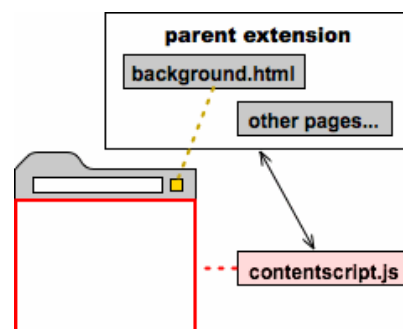 parent extension
background.html
other pages...
contentscript.js